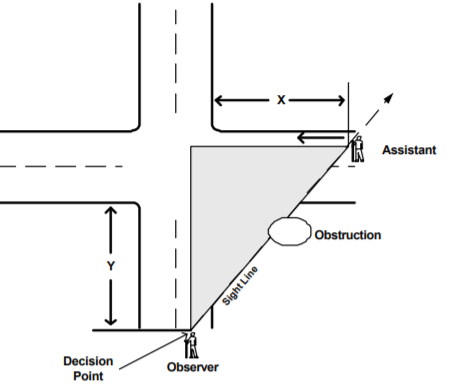 X
Assistant
Obstruction
Y
Sight Line
Decision
Point
Observer